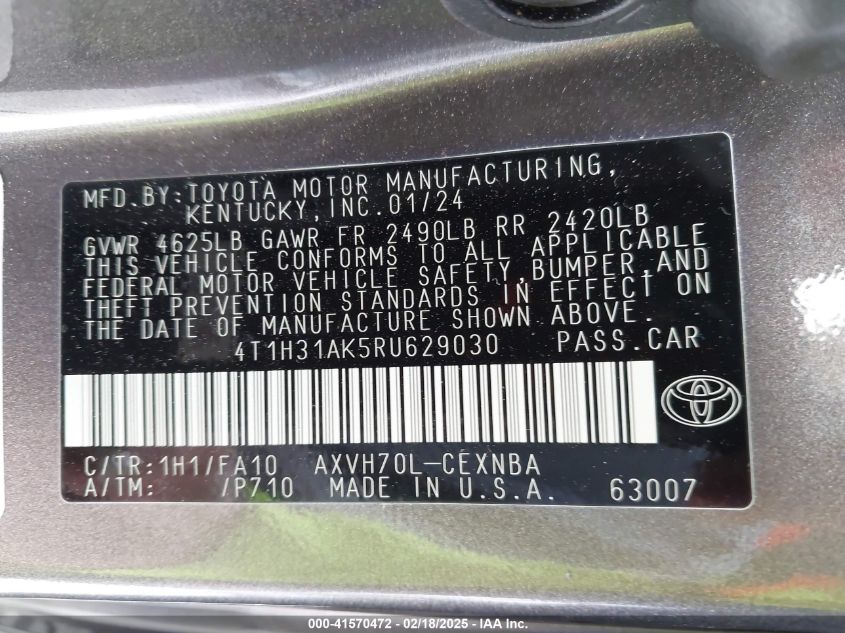 MFD.BY:TOYOTA MOTOR MANUFACTURING,
KENTUCKY,INC.01/24
GVWR 4625LB GAWR FR 2490LB RR 2420LB
THIS VEHICLE CONFORMS TO ALL APPLICABLE
FEDERAL MOTOR VEHICLE SAFETY,BUMPER,AND
THEFT PREVENTION STANDARDS IN EFFECT ON
THE DATE OF MANUFACTURE SHOWN ABOVE.
4T1H31AK5RU629030 PASS.CAR
C/TR:1H1/FA10 AXVH70L-CEXNBA
A/TM: /P710 MADE IN U.S.A. 63007
000-41570472 - 02/18/2025 - IAA Inc.